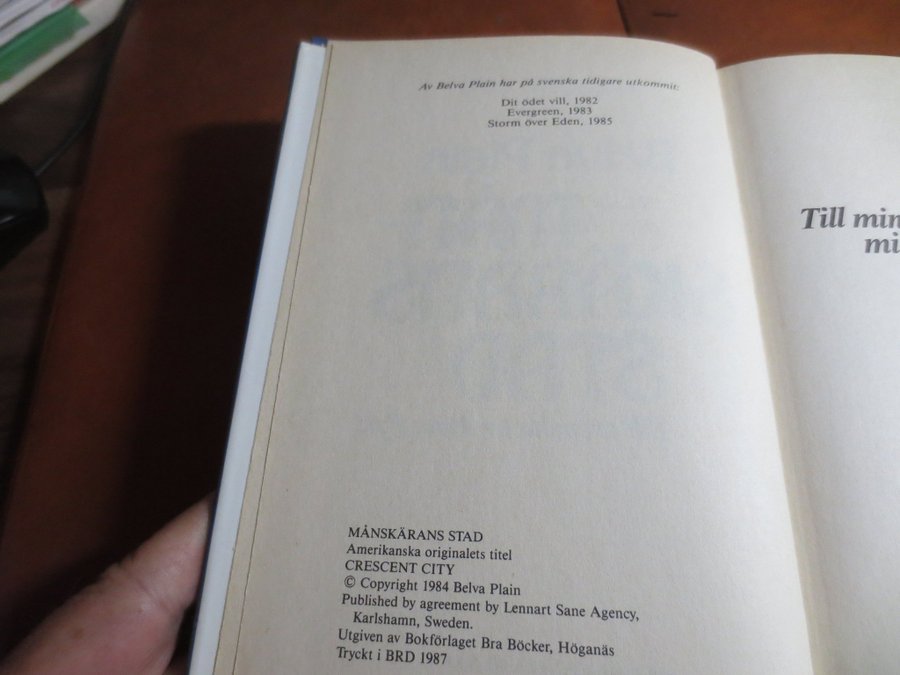 Av Belva Plain har på svenska tidigare utkommit:
Dit ödet vill, 1982
Evergreen, 1983
Storm över Eden, 1985
Till
MÅNSKÄRANS STAD
Amerikanska originalets titel
CRESCENT CITY
© Copyright 1984 Belva Plain
Published by agreement by Lennart Sane Agency,
Karlshamn, Sweden.
Utgiven av Bokförlaget Bra Böcker, Höganäs
Tryckt i BRD 1987